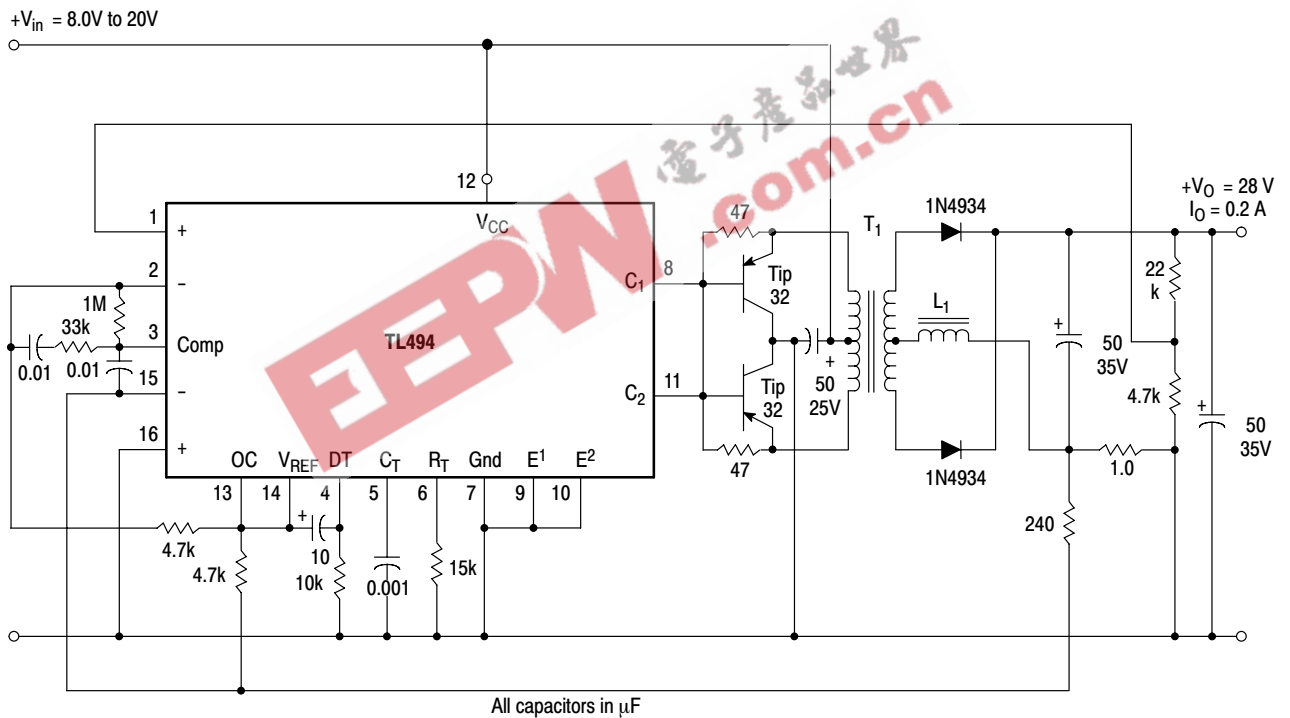 +Vin = 8.0V to 20V
電子產品世界
.com.cn
EEPW
12
VCC
+VO = 28 V
IO = 0.2 A
1N4934
T1
47
1
+
2
−
1M
33k
3
Comp
0.01
0.01
15
−
16
+
TL494
C1
8
Tip
32
C2
11
Tip
32
47
+
50
25V
L1
1N4934
+
50
35V
22
k
4.7k
+
50
35V
1.0
240
OC
VREF
DT
CT
RT
Gnd
E1
E2
13
14
4
5
6
7
9
10
+
10
4.7k
4.7k
10k
0.001
15k
All capacitors in μF